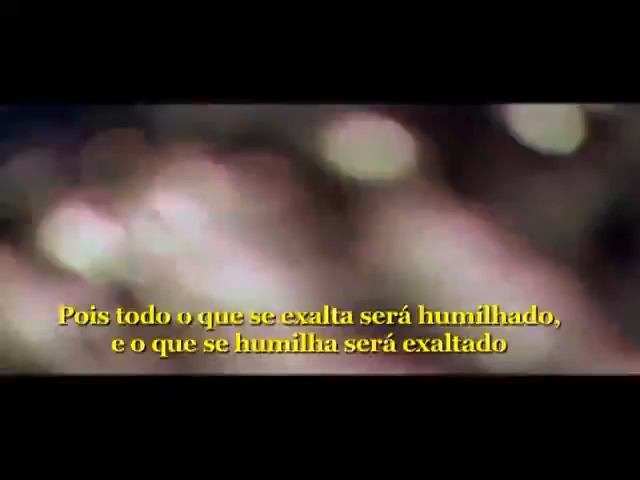 Pois todo o que se exalta será humilhado,
e o que se humilha será exaltado